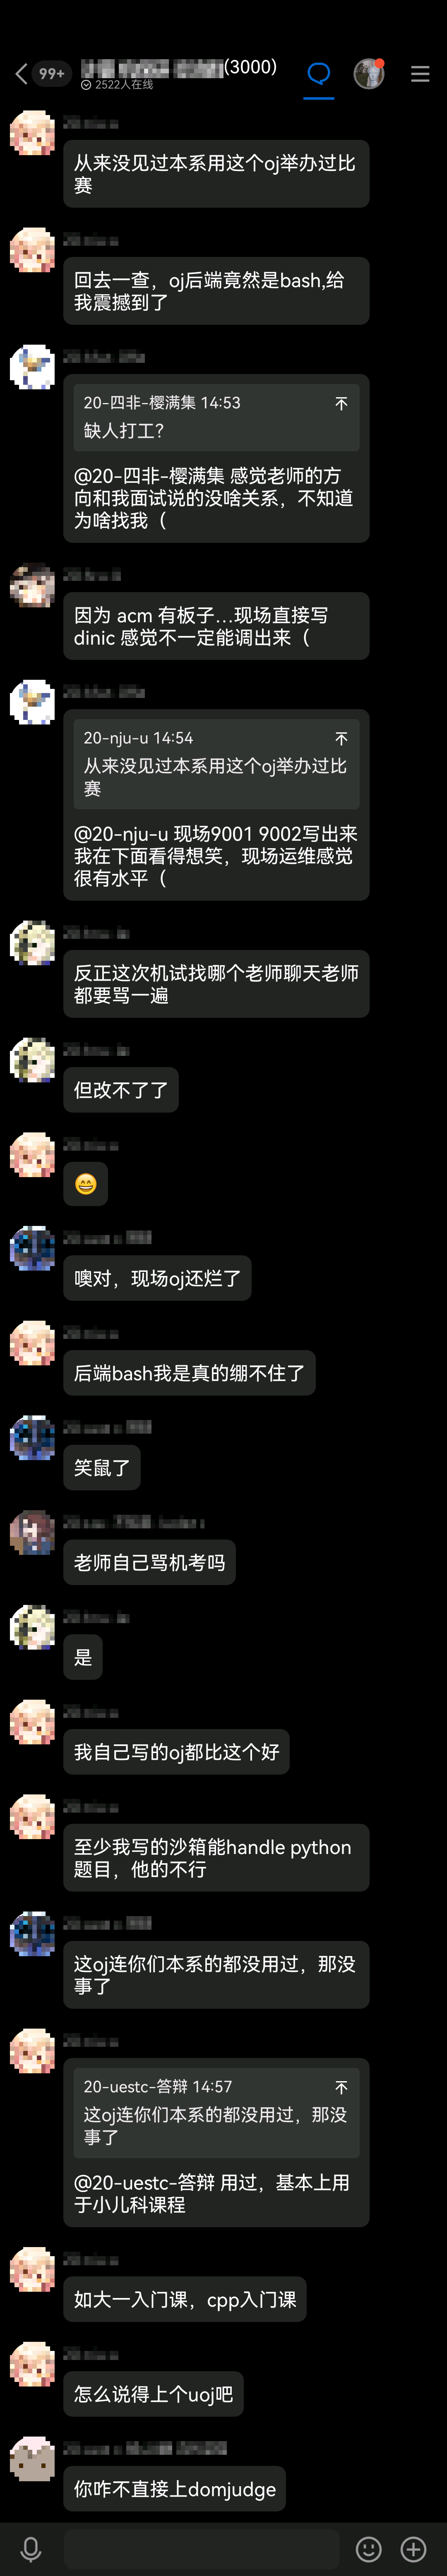 99+
(3000)
2522人在线
从来没见过本系用这个oj举办过比
赛
回去一查，oj后端竟然是bash,给
我震撼到了
20-四非-樱满集 14:53
缺人打工？
@20-四非-樱满集 感觉老师的方
向和我面试说的没啥关系，不知道
为啥找我（
因为 acm 有板子…现场直接写
dinic 感觉不一定能调出来（
20-nju-u 14:54
从来没见过本系用这个oj举办过比
赛
@20-nju-u 现场9001 9002写出来
我在下面看得想笑，现场运维感觉
很有水平（
反正这次机试找哪个老师聊天老师
都要骂一遍
但改不了了
😄
噢对，现场oj还烂了
后端bash我是真的绷不住了
笑鼠了
老师自己骂机考吗
是
我自己写的oj都比这个好
至少我写的沙箱能handle python
题目，他的不行
这oj连你们本系的都没用过，那没
事了
20-uestc-答辩 14:57
这oj连你们本系的都没用过，那没
事了
@20-uestc-答辩 用过，基本上用
于小儿科课程
如大一入门课，cpp入门课
怎么说得上个uoj吧
你咋不直接上domjudge